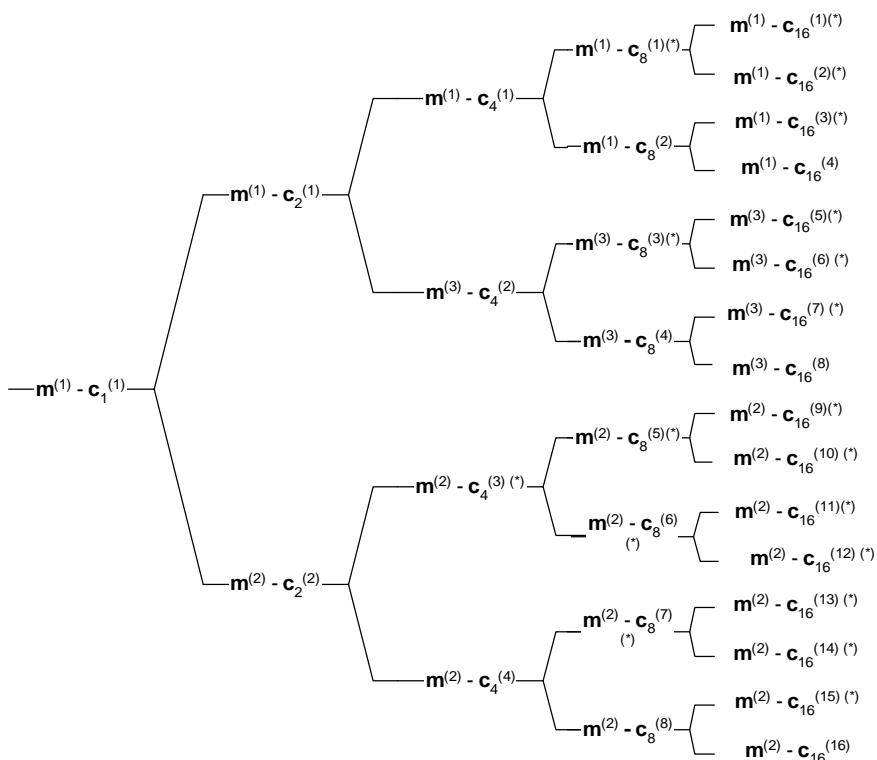 m(1) - c16(1)(*)
m(1) - c8(1)(*)
m(1) - c16(2)(*)
m(1) - c4(1)
m(1) - c16(3)(*)
m(1) - c8(2)
m(1) - c16(4)
m(1) - c2(1)
m(3) - c16(5)(*)
m(3) - c8(3)(*)
m(3) - c16(6) (*)
m(3) - c4(2)
m(3) - c16(7) (*)
m(3) - c8(4)
m(3) - c16(8)
m(1) - c1(1)
m(2) - c16(9)(*)
m(2) - c8(5)(*)
m(2) - c16(10) (*)
m(2) - c4(3) (*)
m(2) - c16(11)(*)
m(2) - c8(6)
(*)
m(2) - c16(12) (*)
m(2) - c2(2)
m(2) - c16(13) (*)
m(2) - c8(7)
(*)
m(2) - c16(14) (*)
m(2) - c4(4)
m(2) - c16(15) (*)
m(2) - c8(8)
m(2) - c16(16)